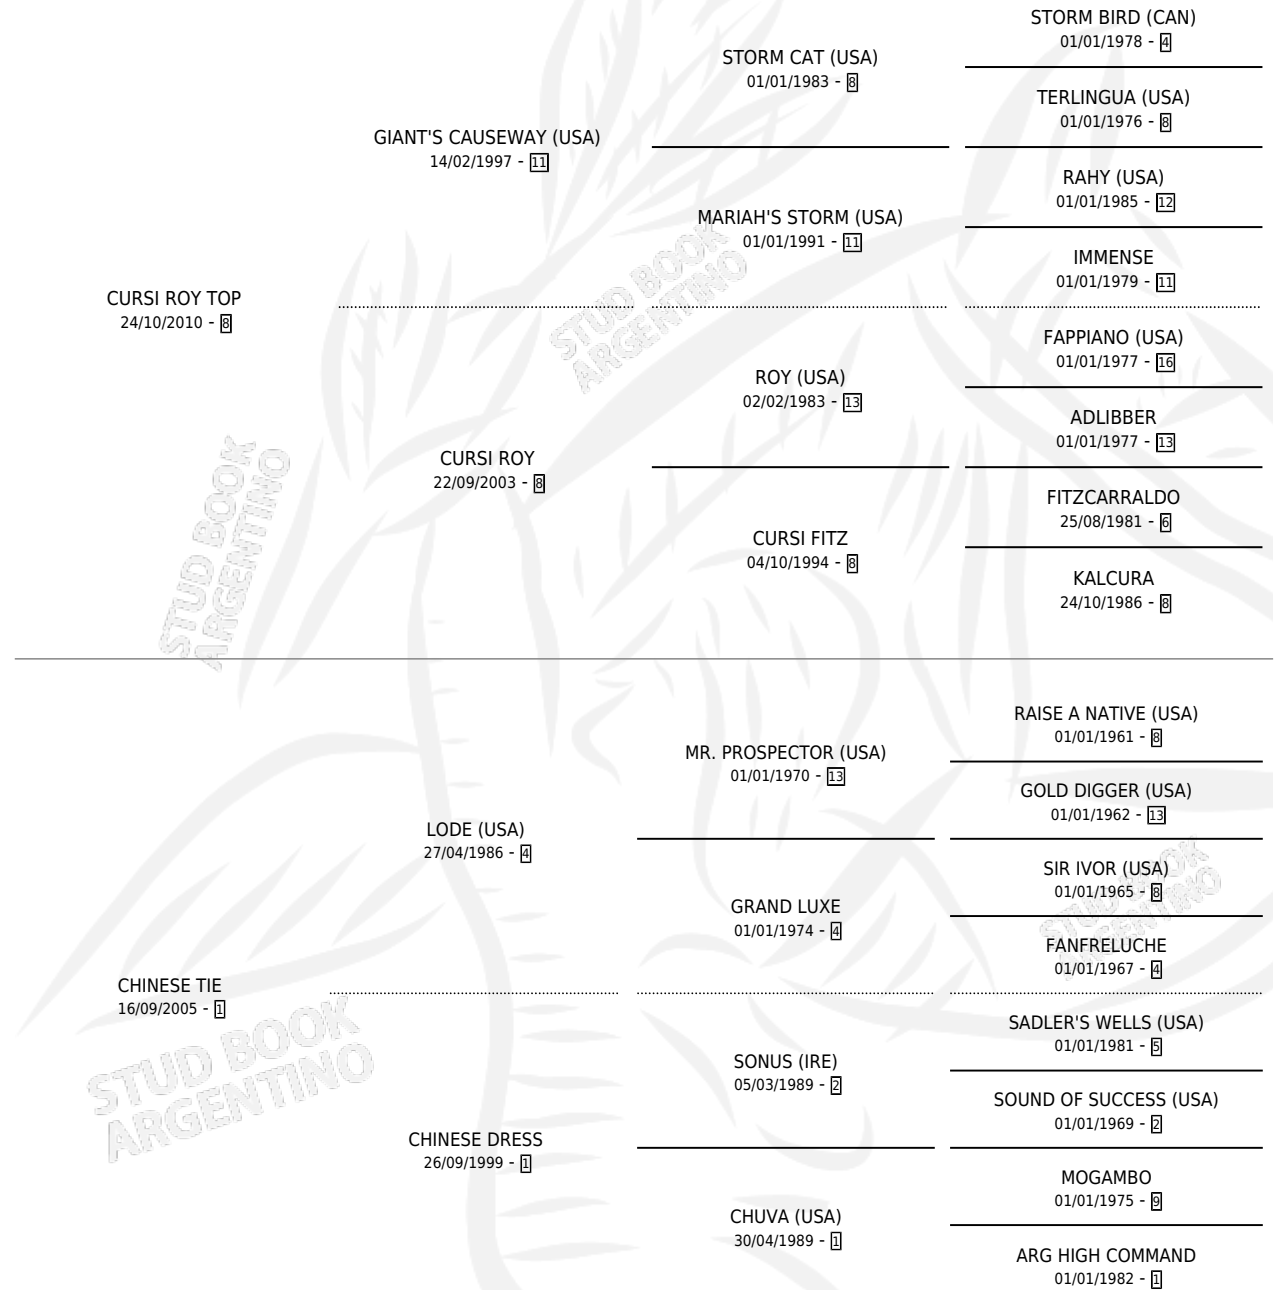 STORM BIRD (CAN)
01/01/1978 - 4
STORM CAT (USA)
01/01/1983 - 8
TERLINGUA (USA)
01/01/1976 - 8
GIANT'S CAUSEWAY (USA)
14/02/1997 - 11
RAHY (USA)
01/01/1985 - 12
MARIAH'S STORM (USA)
01/01/1991 - 11
IMMENSE
01/01/1979 - 11
CURSI ROY TOP
24/10/2010 - 8
FAPPIANO (USA)
01/01/1977 - 16
ROY (USA)
02/02/1983 - 13
ADLIBBER
01/01/1977 - 13
CURSI ROY
22/09/2003 - 8
FITZCARRALDO
25/08/1981 - 6
CURSI FITZ
04/10/1994 - 8
KALCURA
24/10/1986 - 8
STUD BOOK
ARGENTINO
STUD BOOK
ARGENTINO
RAISE A NATIVE (USA)
01/01/1961 - 8
MR. PROSPECTOR (USA)
01/01/1970 - 13
GOLD DIGGER (USA)
01/01/1962 - 13
LODE (USA)
27/04/1986 - 4
SIR IVOR (USA)
01/01/1965 - 8
GRAND LUXE
01/01/1974 - 4
FANFRELUCHE
01/01/1967 - 4
CHINESE TIE
16/09/2005 - 1
SADLER'S WELLS (USA)
01/01/1981 - 5
SONUS (IRE)
05/03/1989 - 2
SOUND OF SUCCESS (USA)
01/01/1969 - 2
CHINESE DRESS
26/09/1999 - 1
MOGAMBO
01/01/1975 - 9
CHUVA (USA)
30/04/1989 - 1
ARG HIGH COMMAND
01/01/1982 - 1
STUD BOOK
ARGENTINO
STUD BOOK
ARGENTINO